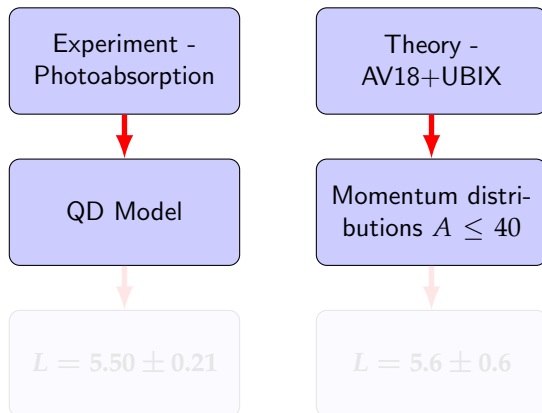 Experiment -
Photoabsorption
Theory -
AV18+UBIX
QD Model
Momentum distri-
butions A ≤ 40
L = 5.50 ± 0.21
L = 5.6 ± 0.6